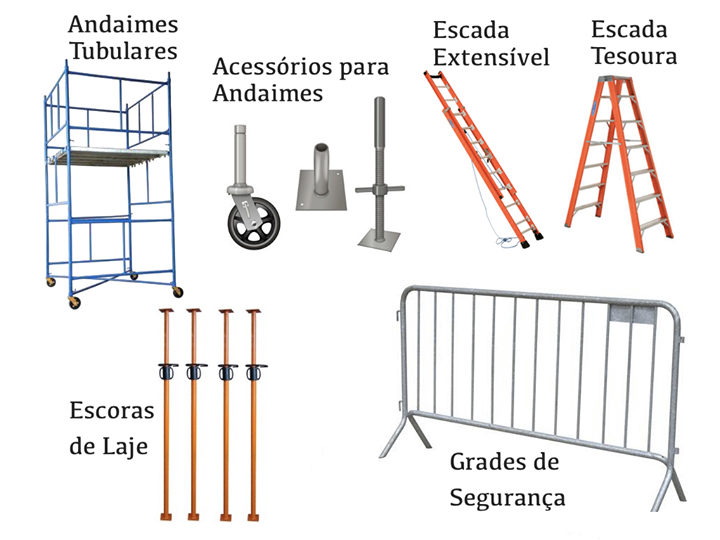 Andaimes
Tubulares
Acessórios para
Andaimes
Escada
Extensível
Escada
Tesoura
Escoras
de Laje
Grades de
Segurança